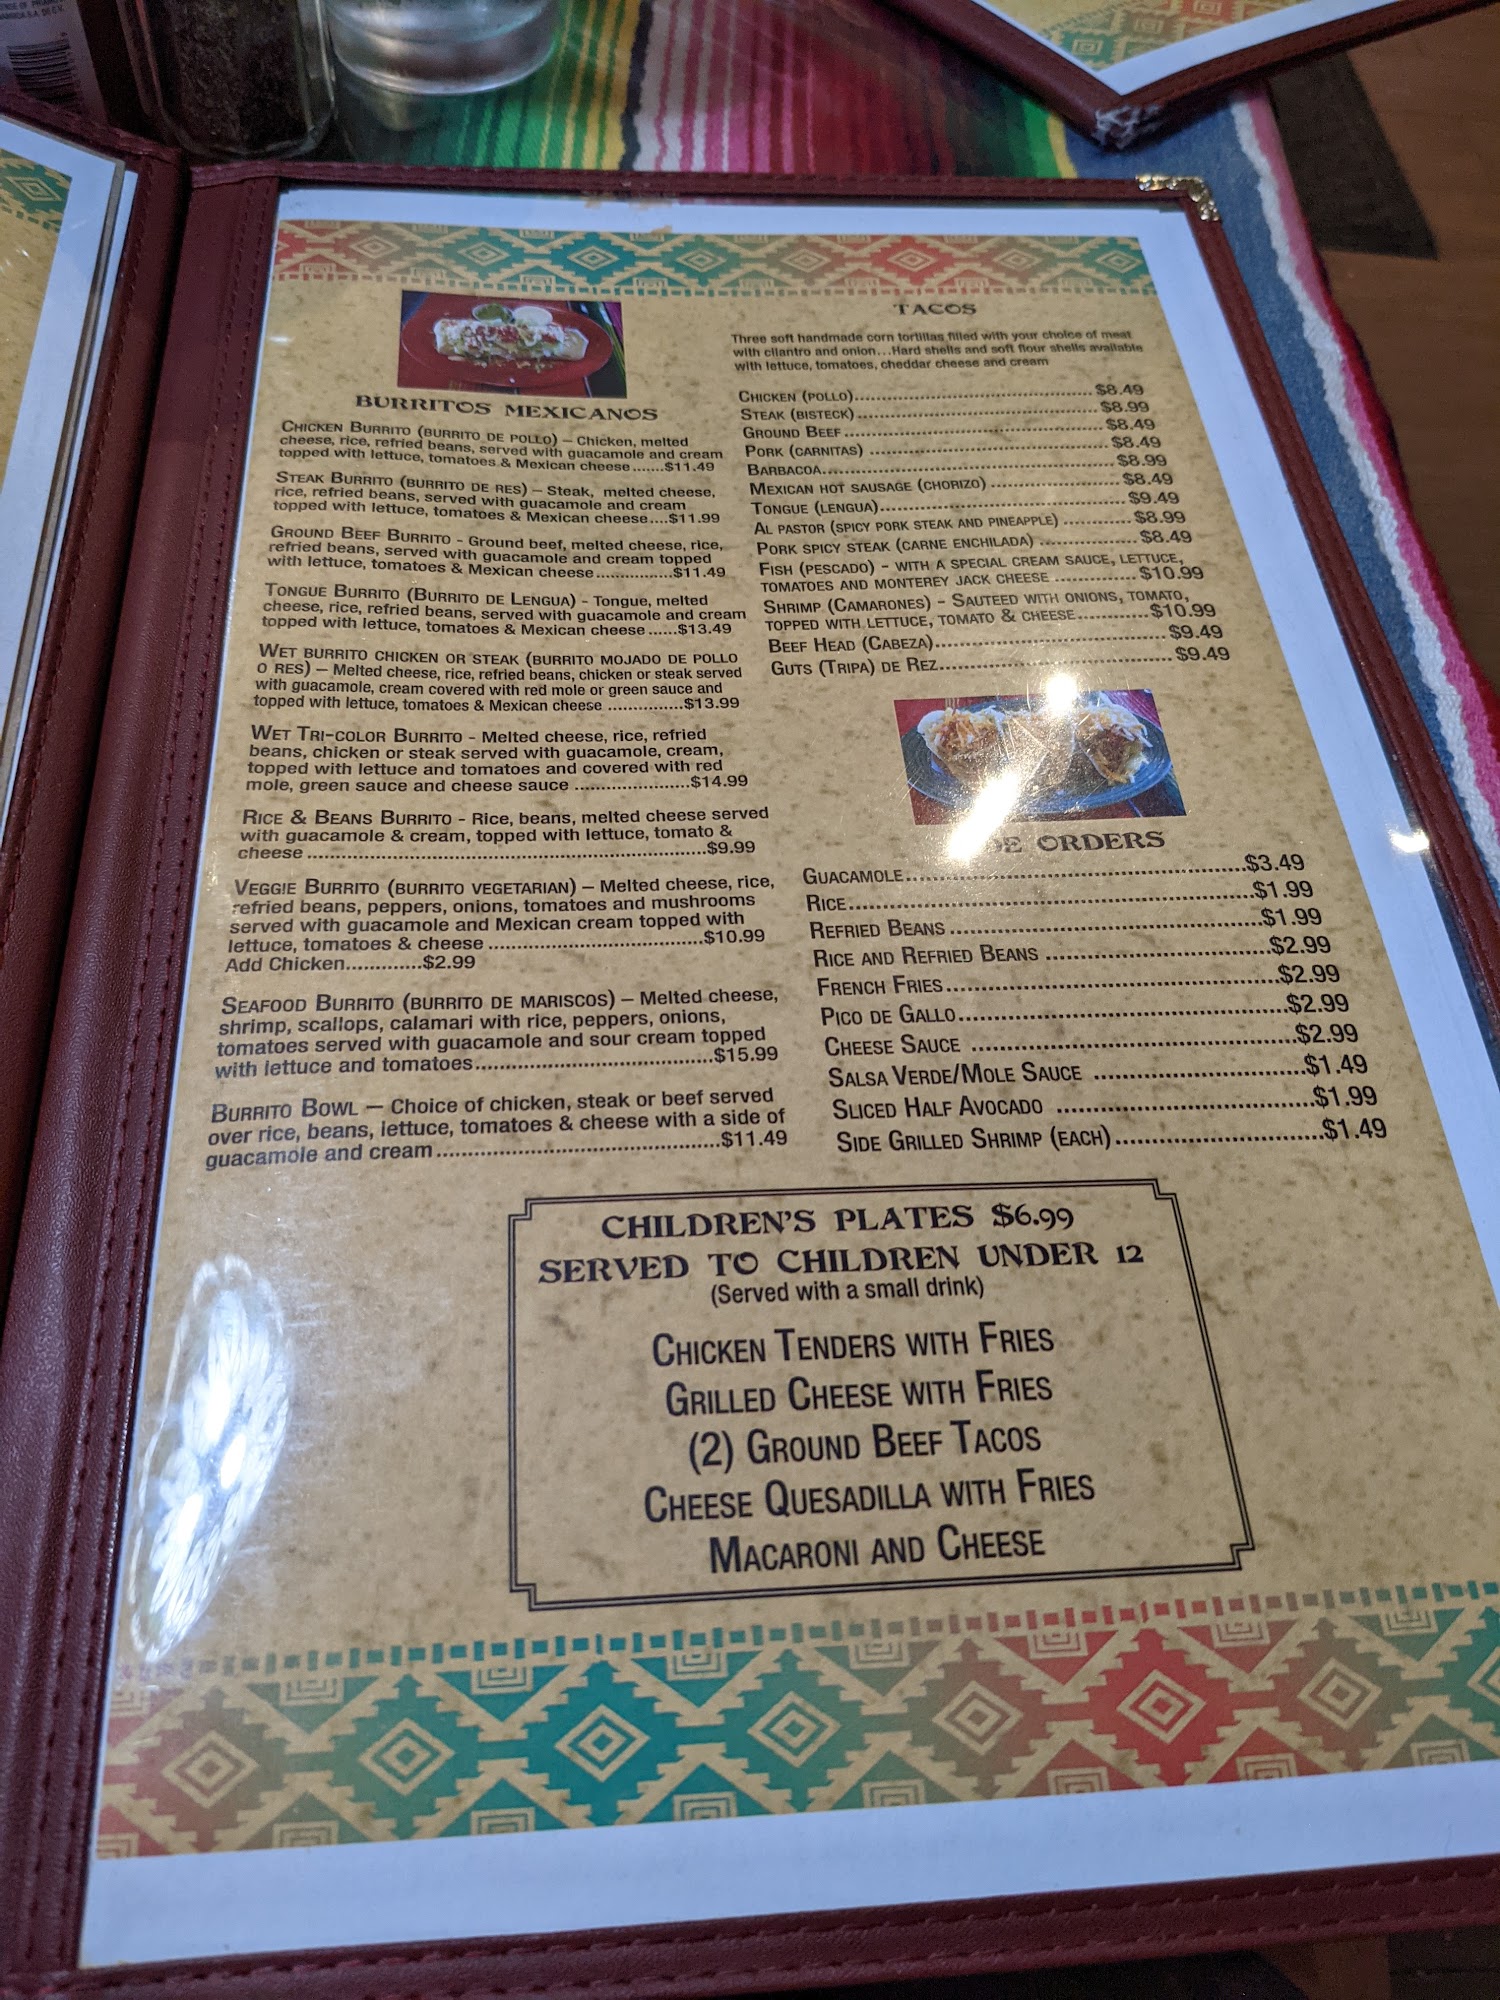 BURRITOS MEXICANOS
CHICKEN BURRITO (BURRITO DE POLLO) – Chicken, melted
cheese, rice, refried beans, served with guacamole and cream
topped with lettuce, tomatoes & Mexican cheese.......$11.49
STEAK BURRITO (BURRITO DE RES) – Steak, melted cheese,
rice, refried beans, served with guacamole and cream
topped with lettuce, tomatoes & Mexican cheese....$11.99
GROUND BEEF BURRITO - Ground beef, melted cheese, rice,
refried beans, served with guacamole and cream topped
with lettuce, tomatoes & Mexican cheese................$11.49
TONGUE BURRITO (BURRITO DE LENGUA) - Tongue, melted
cheese, rice, refried beans, served with guacamole and cream
topped with lettuce, tomatoes & Mexican cheese ......$13.49
WET BURRITO CHICKEN OR STEAK (BURRITO MOJADO DE POLLO
O RES) – Melted cheese, rice, refried beans, chicken or steak served
with guacamole, cream covered with red mole or green sauce and
topped with lettuce, tomatoes & Mexican cheese ................$13.99
WET TRI-COLOR BURRITO - Melted cheese, rice, refried
beans, chicken or steak served with guacamole, cream,
topped with lettuce and tomatoes and covered with red
mole, green sauce and cheese sauce ......................$14.99
RICE & BEANS BURRITO - Rice, beans, melted cheese served
with guacamole & cream, topped with lettuce, tomato &
cheese ..............................................................$9.99
VEGGIE BURRITO (BURRITO VEGETARIAN) – Melted cheese, rice,
refried beans, peppers, onions, tomatoes and mushrooms
served with guacamole and Mexican cream topped with
lettuce, tomatoes & cheese ..................................$10.99
Add Chicken.............$2.99
SEAFOOD BURRITO (BURRITO DE MARISCOS) – Melted cheese,
shrimp, scallops, calamari with rice, peppers, onions,
tomatoes served with guacamole and sour cream topped
with lettuce and tomatoes.....................................$15.99
BURRITO BOWL — Choice of chicken, steak or beef served
over rice, beans, lettuce, tomatoes & cheese with a side of
guacamole and cream............................................$11.49
TACOS
Three soft handmade corn tortillas filled with your choice of meat
with cilantro and onion...Hard shells and soft flour shells available
with lettuce, tomatoes, cheddar cheese and cream
CHICKEN (POLLO)............................................$8.49
STEAK (BISTECK)............................................$8.99
GROUND BEEF................................................$8.49
PORK (CARNITAS) ............................................$8.49
BARBACOA.....................................................$8.99
MEXICAN HOT SAUSAGE (CHORIZO) ........................$8.49
TONGUE (LENGUA)............................................$9.49
AL PASTOR (SPICY PORK STEAK AND PINEAPPLE) ............$8.99
PORK SPICY STEAK (CARNE ENCHILADA) ..................$8.49
FISH (PESCADO) - WITH A SPECIAL CREAM SAUCE, LETTUCE,
TOMATOES AND MONTEREY JACK CHEESE ..............$10.99
SHRIMP (CAMARONES) - SAUTEED WITH ONIONS, TOMATO,
TOPPED WITH LETTUCE, TOMATO & CHEESE............$10.99
BEEF HEAD (CABEZA)..........................................$9.49
GUTS (TRIPA) DE REZ.........................................$9.49
ORDERS
GUACAMOLE....................................................$3.49
RICE............................................................$1.99
REFRIED BEANS ...............................................$1.99
RICE AND REFRIED BEANS ..................................$2.99
FRENCH FRIES.................................................$2.99
PICO DE GALLO................................................$2.99
CHEESE SAUCE ...............................................$2.99
SALSA VERDE/MOLE SAUCE ................................$1.49
SLICED HALF AVOCADO .....................................$1.99
SIDE GRILLED SHRIMP (EACH)..............................$1.49
CHILDREN'S PLATES $6.99
SERVED TO CHILDREN UNDER 12
(Served with a small drink)
CHICKEN TENDERS WITH FRIES
GRILLED CHEESE WITH FRIES
(2) GROUND BEEF TACOS
CHEESE QUESADILLA WITH FRIES
MACARONI AND CHEESE